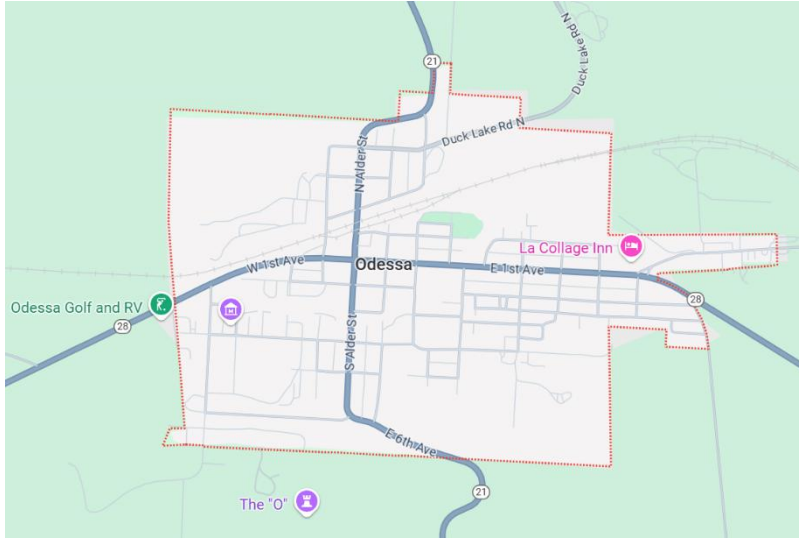 21
Duck Lake Rd N
Duck Lake Rd N
N Alder St
La Collage Inn
W 1st Ave
Odessa
E 1st Ave
Odessa Golf and RV
28
28
S Alder St
E 6th Ave
The "O"
21